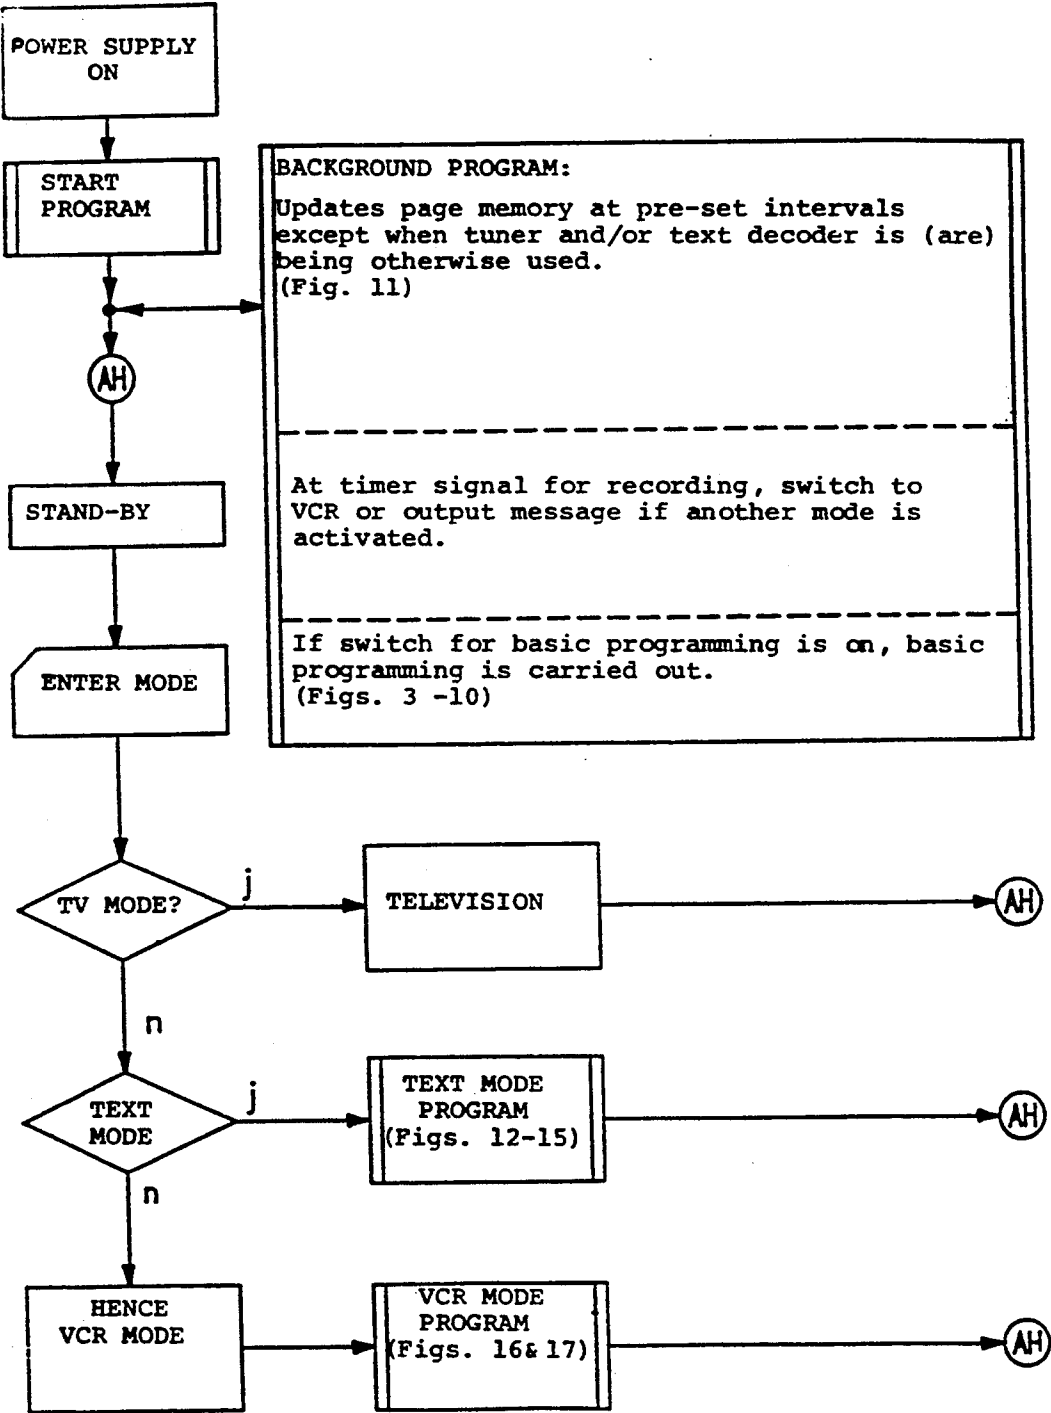 POWER SUPPLY
ON
START
PROGRAM
BACKGROUND PROGRAM:
Updates page memory at pre-set intervals
except when tuner and/or text decoder is (are)
being otherwise used.
(Fig. 11)
AH
At timer signal for recording, switch to
VCR or output message if another mode is
activated.
STAND-BY
If switch for basic programming is on, basic
programming is carried out.
(Figs. 3 -10)
ENTER MODE
TV MODE?
j
TELEVISION
AH
n
TEXT
MODE
j
TEXT MODE
PROGRAM
(Figs. 12-15)
AH
n
HENCE
VCR MODE
VCR MODE
PROGRAM
(Figs. 16& 17)
AH